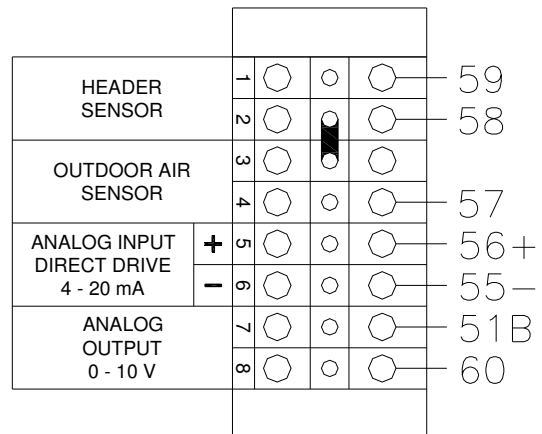 HEADER
SENSOR
1
59
2
58
OUTDOOR AIR
SENSOR
3
4
57
ANALOG INPUT
DIRECT DRIVE
4 - 20 mA
+
5
56+
-
6
55-
ANALOG
OUTPUT
0 - 10 V
7
51B
8
60